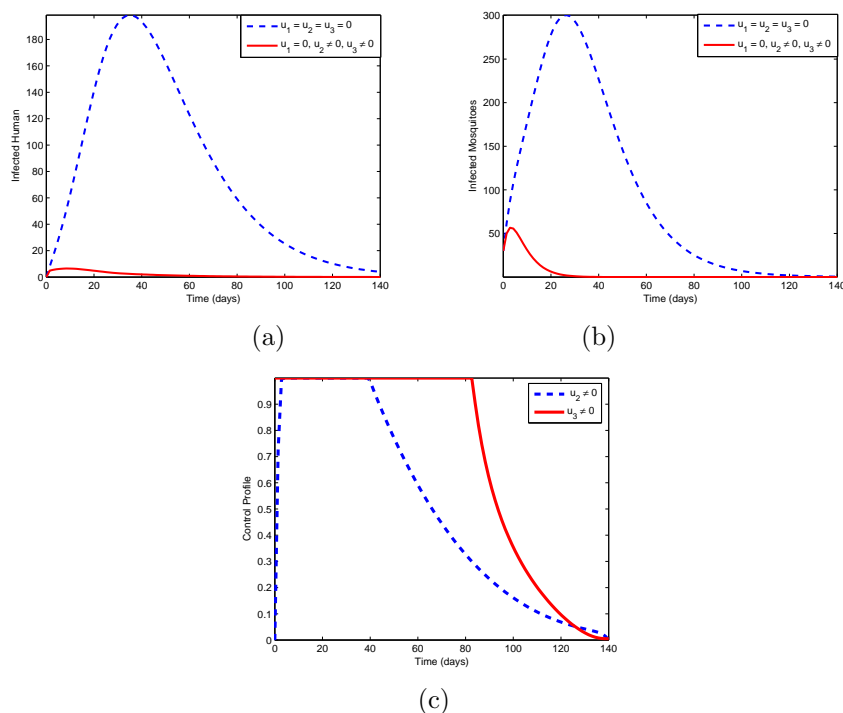 u₁ = u₂ = u₃ = 0
u₁ = 0, u₂ ≠ 0, u₃ ≠ 0
Infected Human
0
20
40
60
80
100
120
140
160
180
0 20 40 60 80 100 120 140
Time (days)
(a)
u₁ = u₂ = u₃ = 0
u₁ = 0, u₂ ≠ 0, u₃ ≠ 0
Infected Mosquitoes
300
250
200
150
100
50
0 20 40 60 80 100 120 140
Time (days)
(b)
u₂ ≠ 0
u₃ ≠ 0
Control Profile
0.9
0.8
0.7
0.6
0.5
0.4
0.3
0.2
0.1
0
0 20 40 60 80 100 120 140
Time (days)
(c)